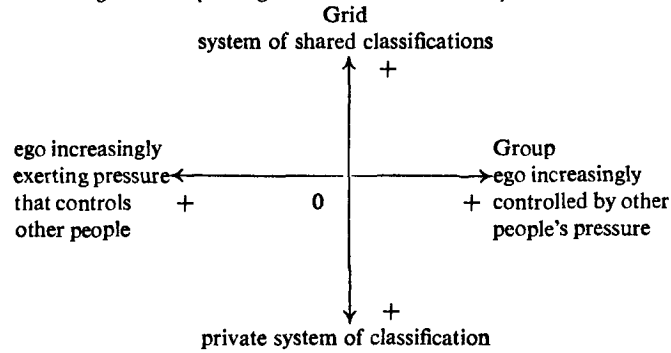 Grid
system of shared classifications
+
ego increasingly
exerting pressure
that controls
other people
+
0
+
Group
ego increasingly
controlled by other
people's pressure
+
private system of classification